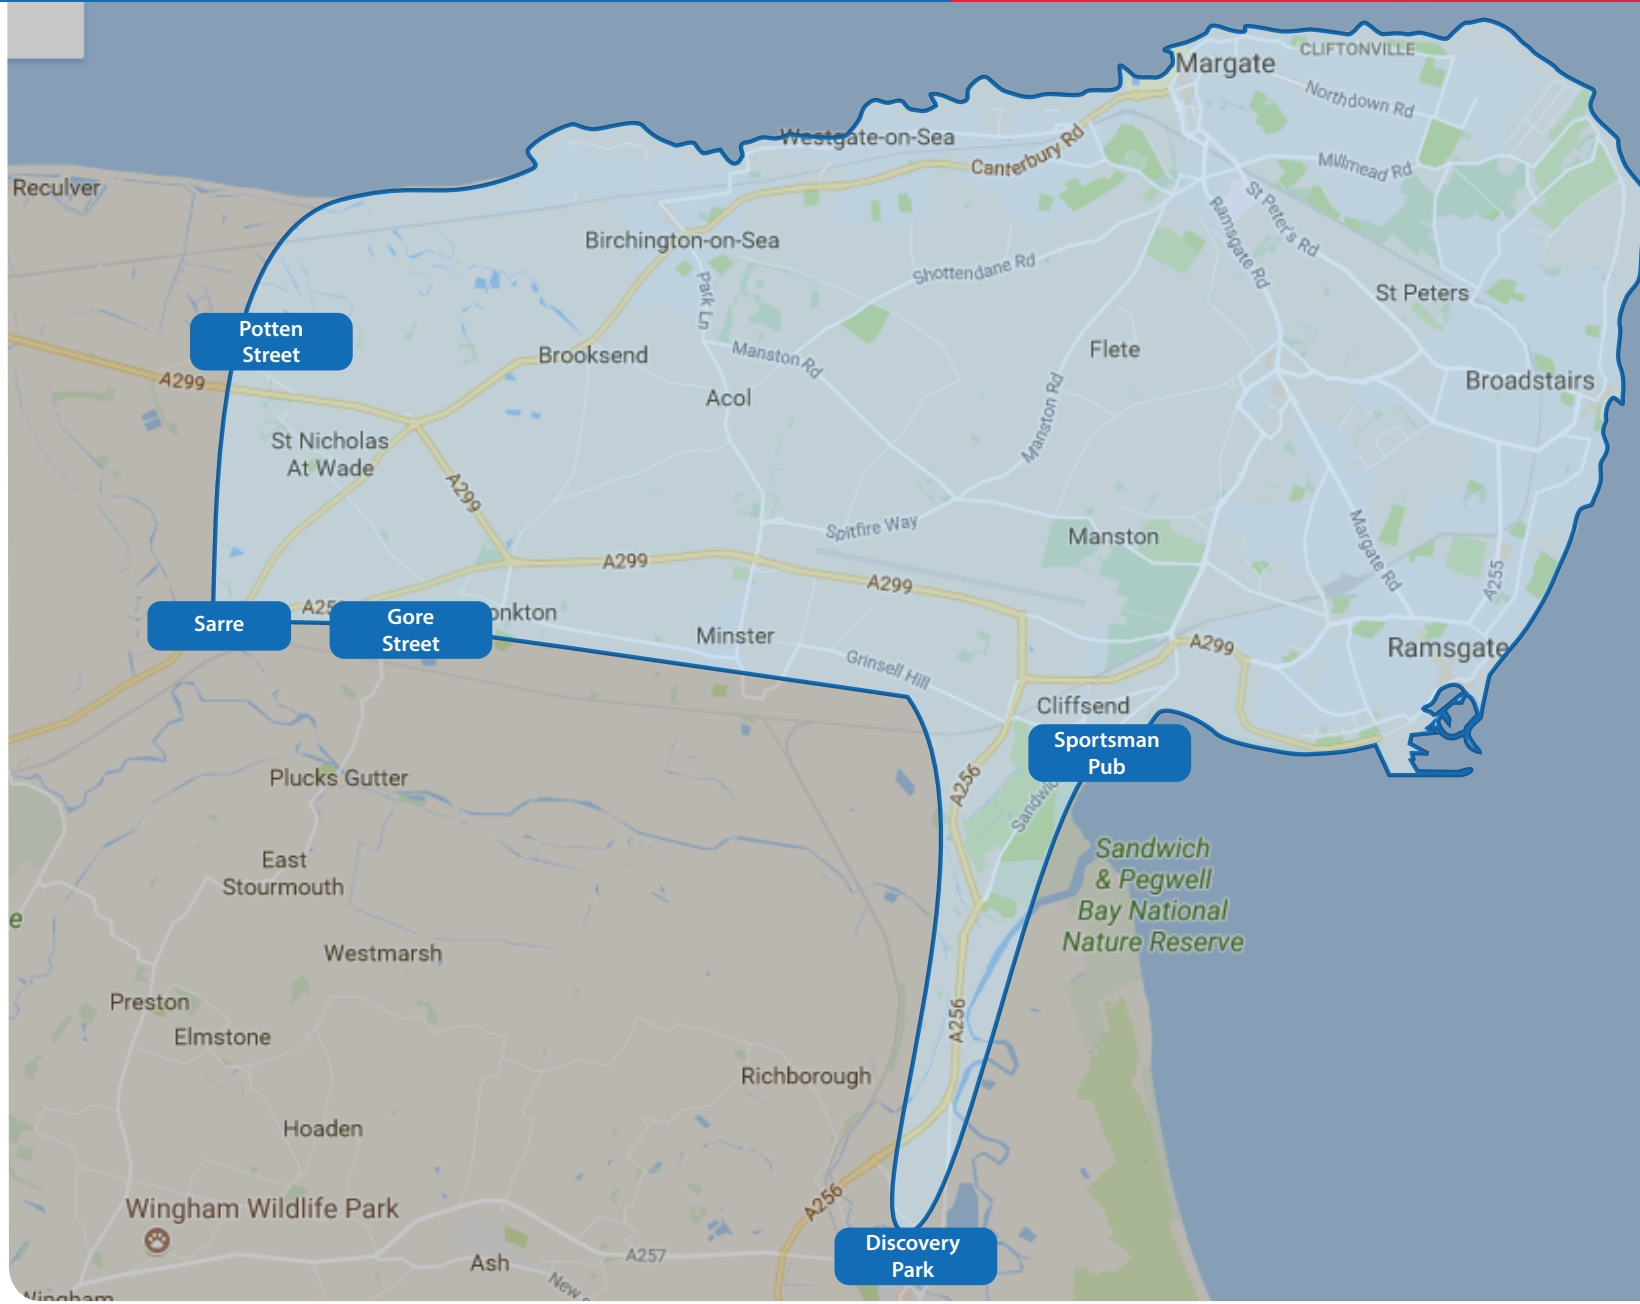 CLIFTONVILLE
Margate
Northdown Rd
Westgate-on-Sea
Canterbury Rd
Millmead Rd
Reculver
St Peter's Rd
Ramsgate Rd
Birchington-on-Sea
Shottendane Rd
Park Ln
St Peters
Potten
Street
Brooksend
Manston Rd
Flete
A299
Broadstairs
Acol
Manston Rd
St Nicholas
At Wade
A299
Spitfire Way
Manston
Margate Rd
A299
A299
A255
Sarre
Gore
Street
Minster
Grinsell Hill
A299
Ramsgate
Cliffsend
Sportsman
Pub
A256
Plucks Gutter
Sandwich
& Pegwell
Bay National
Nature Reserve
East
Stourmouth
Westmarsh
Preston
A256
Elmstone
Richborough
Hoaden
Wingham Wildlife Park
A256
Discovery
Park
Ash
A257
New